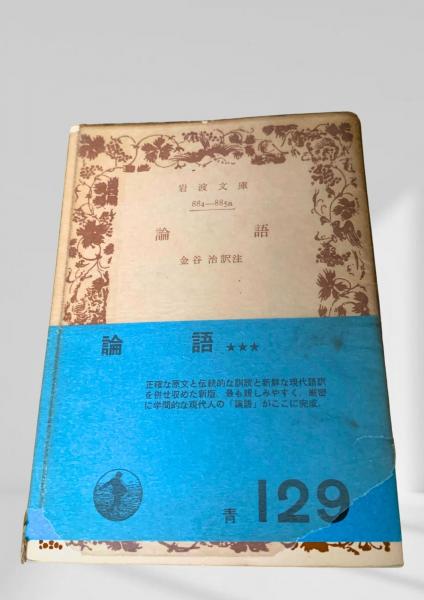 岩波文庫
884—885a
論語
金谷治訳注
論語 ★★★
正確な原文と伝統的な訓読と新鮮な現代語訳
を併せ収めた新版。最も親しみやすく、厳密
に学問的な現代人の「論語」がここに完成。
青 129